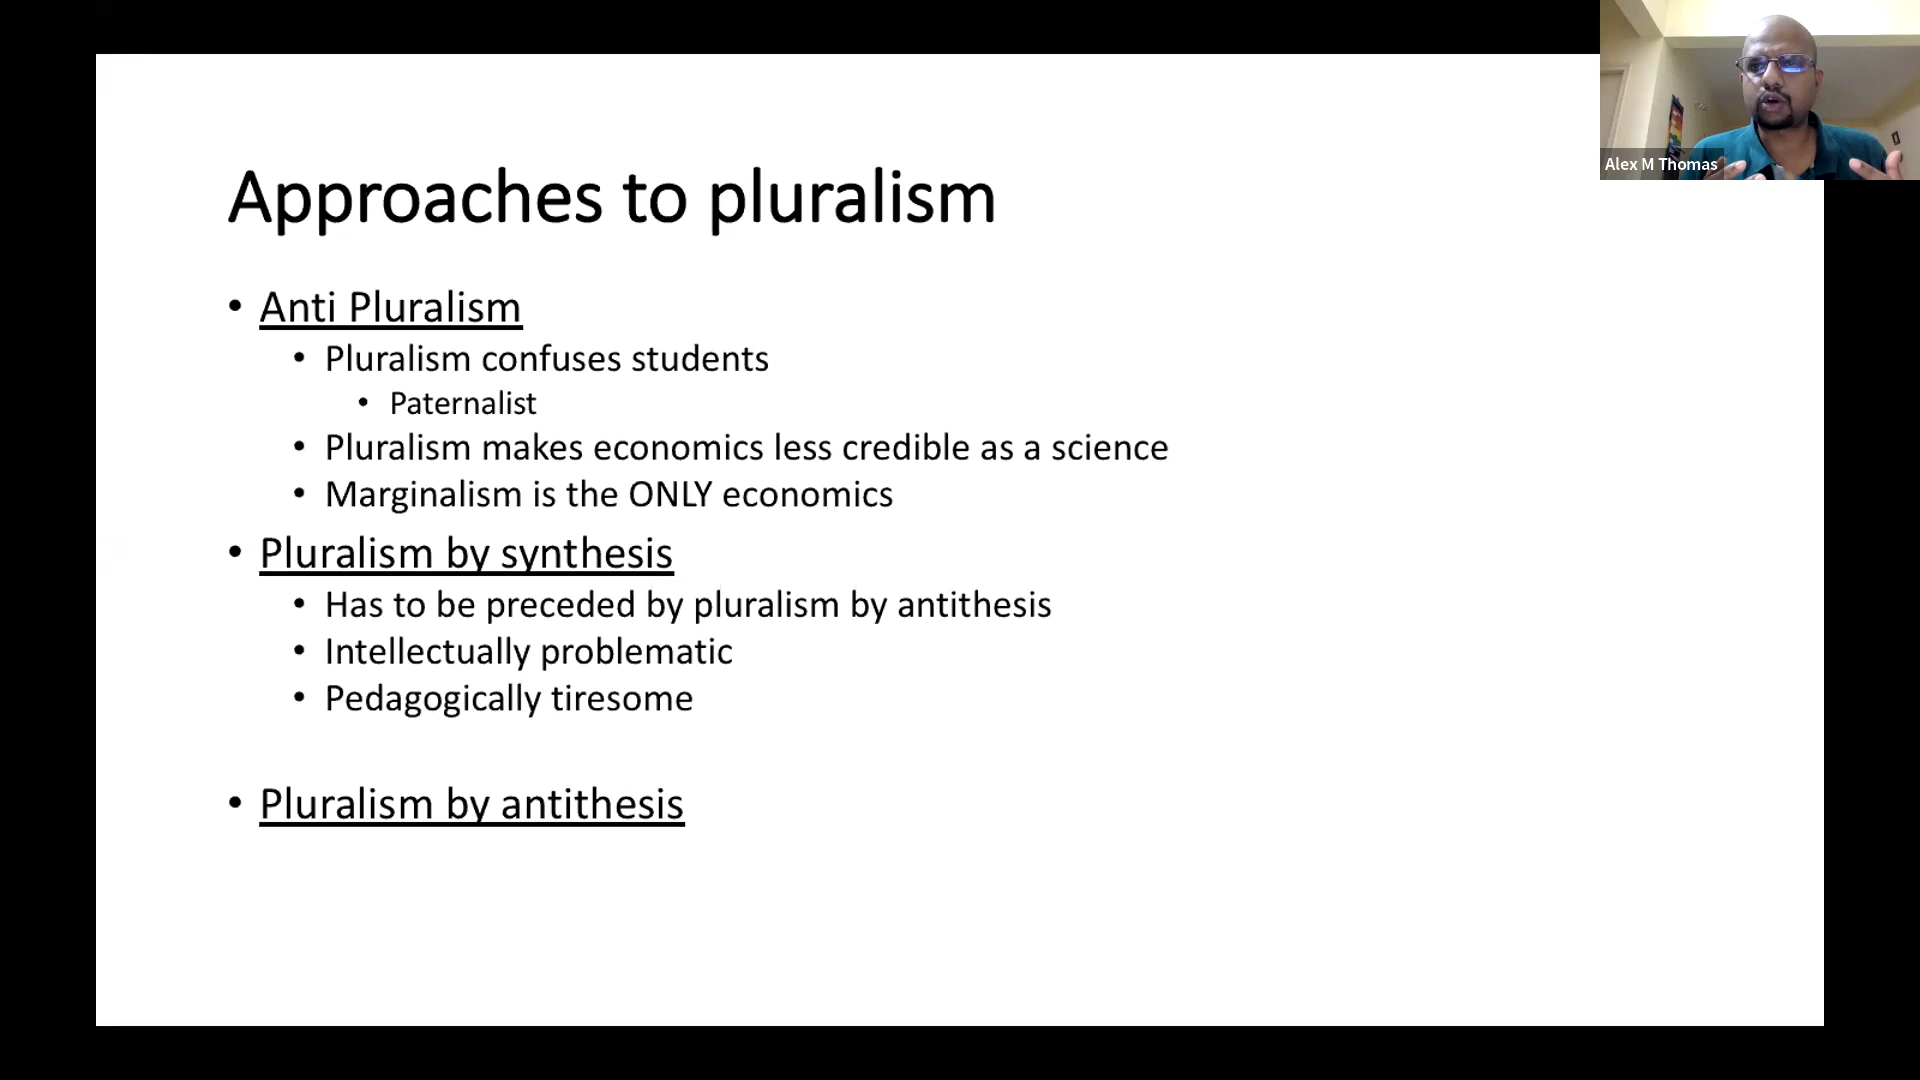 Approaches to pluralism
• Anti Pluralism
• Pluralism confuses students
• Paternalist
• Pluralism makes economics less credible as a science
• Marginalism is the ONLY economics
• Pluralism by synthesis
• Has to be preceded by pluralism by antithesis
• Intellectually problematic
• Pedagogically tiresome
• Pluralism by antithesis
Alex M Thomas